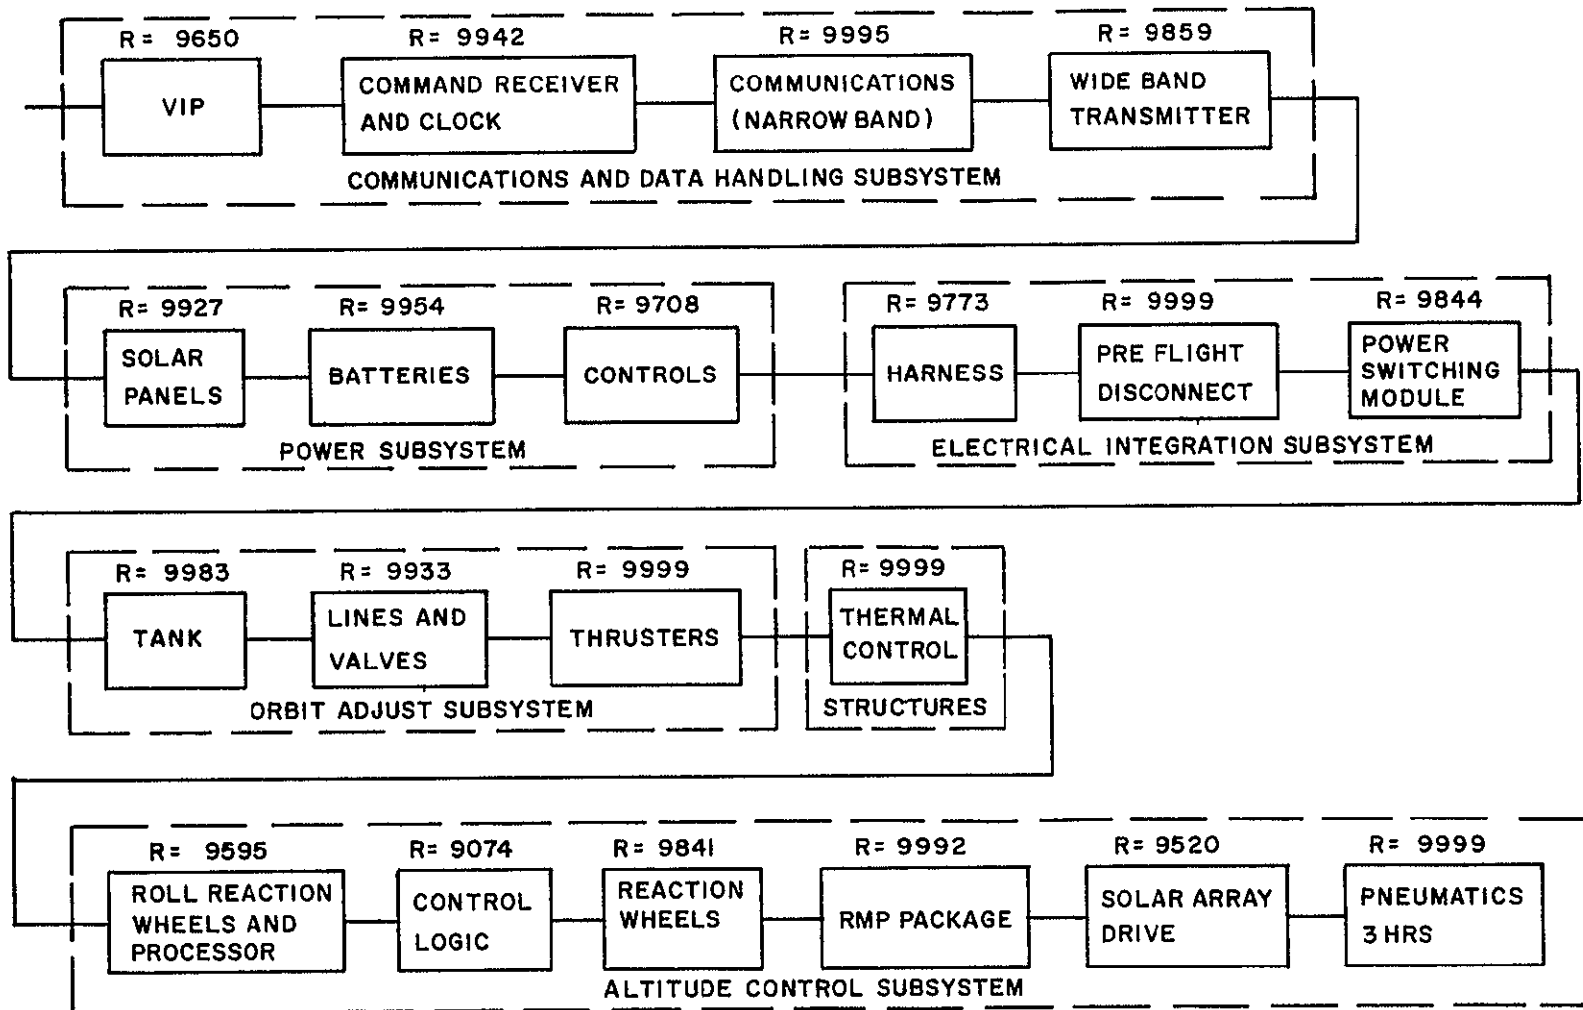 R= 9650 R= 9942 R= 9995 R= 9859
VIP
COMMAND RECEIVER
AND CLOCK
COMMUNICATIONS
(NARROW BAND)
WIDE BAND
TRANSMITTER
COMMUNICATIONS AND DATA HANDLING SUBSYSTEM
R= 9927 R= 9954 R= 9708 R= 9773 R= 9999 R= 9844
SOLAR
PANELS
BATTERIES
CONTROLS
HARNESS
PRE FLIGHT
DISCONNECT
POWER
SWITCHING
MODULE
POWER SUBSYSTEM
ELECTRICAL INTEGRATION SUBSYSTEM
R= 9983 R= 9933 R= 9999 R= 9999
TANK
LINES AND
VALVES
THRUSTERS
THERMAL
CONTROL
ORBIT ADJUST SUBSYSTEM
STRUCTURES
R= 9595 R= 9074 R= 9841 R= 9992 R= 9520 R= 9999
ROLL REACTION
WHEELS AND
PROCESSOR
CONTROL
LOGIC
REACTION
WHEELS
RMP PACKAGE
SOLAR ARRAY
DRIVE
PNEUMATICS
3 HRS
ALTITUDE CONTROL SUBSYSTEM